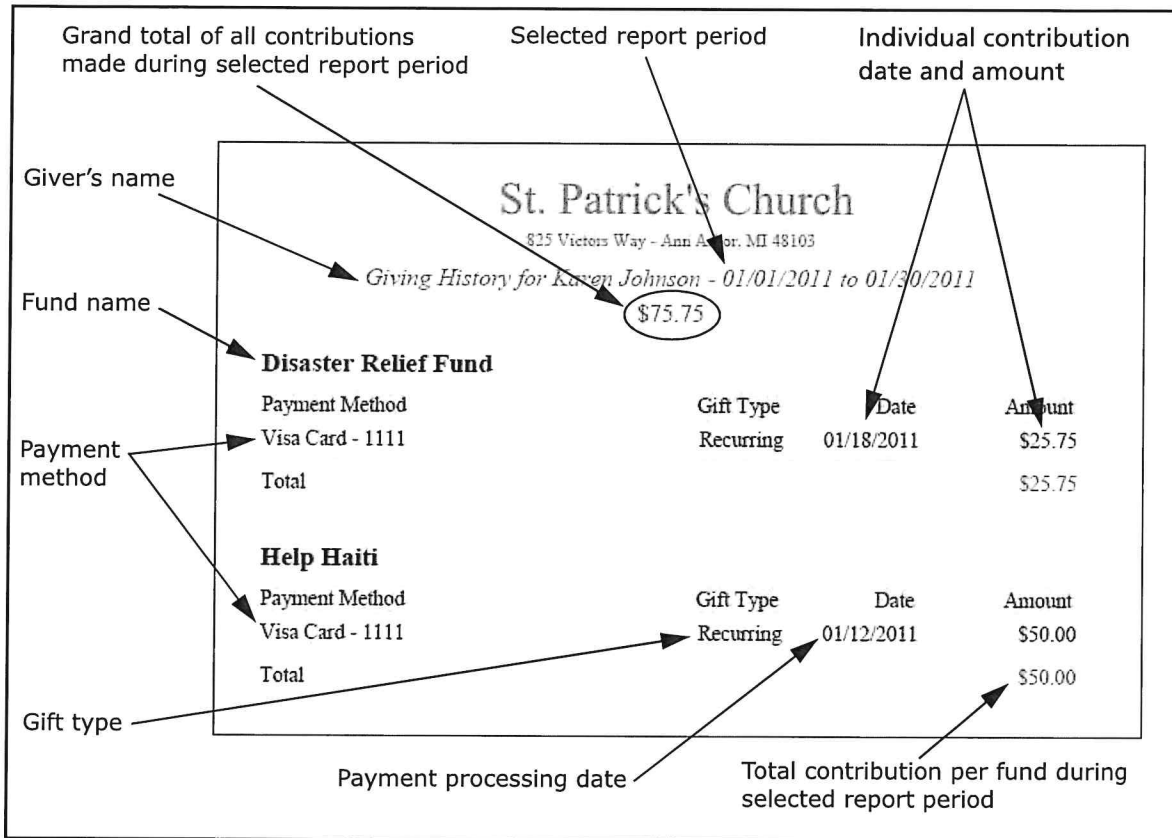 Grand total of all contributions
made during selected report period
Selected report period
Individual contribution
date and amount
Giver's name
St. Patrick's Church
825 Victors Way - Ann Arbor, MI 48103
Giving History for Karen Johnson - 01/01/2011 to 01/30/2011
$75.75
Fund name
Disaster Relief Fund
Payment Method Gift Type Date Amount
Visa Card - 1111 Recurring 01/18/2011 $25.75
Payment
method
Total $25.75
Help Haiti
Payment Method Gift Type Date Amount
Visa Card - 1111 Recurring 01/12/2011 $50.00
Total $50.00
Gift type
Payment processing date
Total contribution per fund during
selected report period